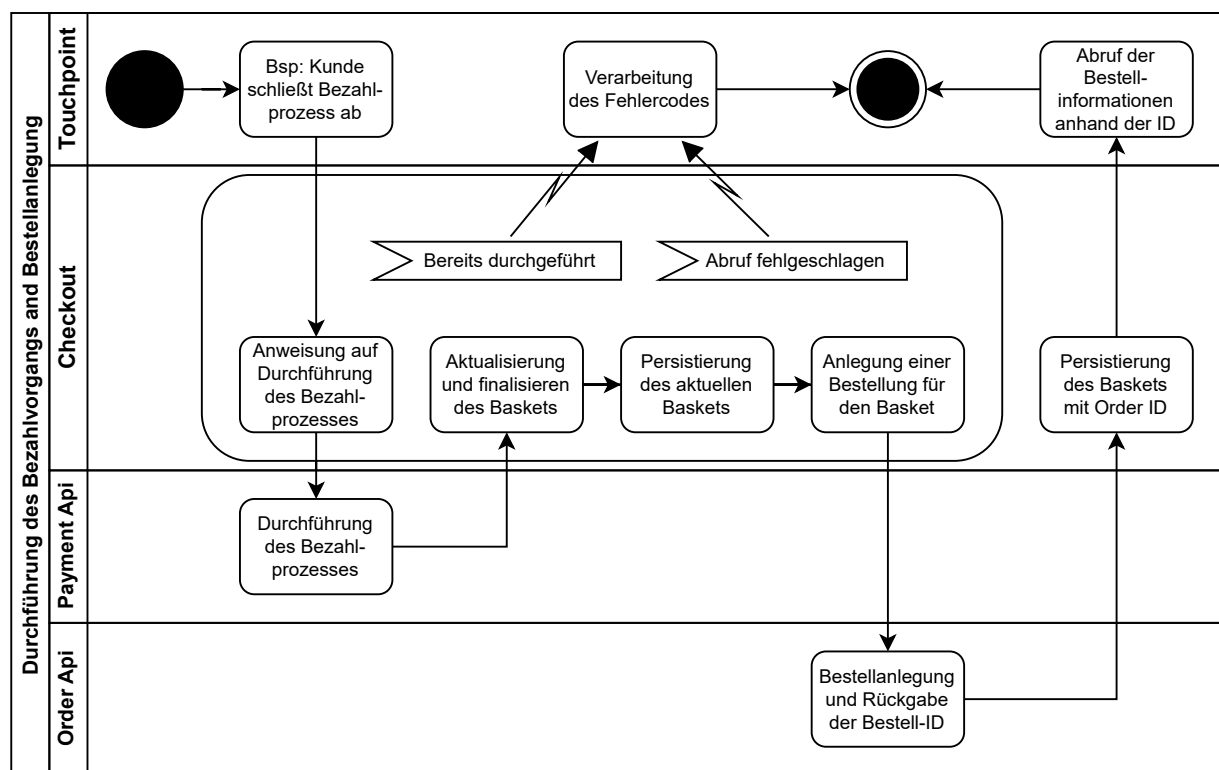 Durchführung des Bezahlvorgangs and Bestellanlegung
Touchpoint
Bsp: Kunde
schließt Bezahl-
prozess ab
Verarbeitung
des Fehlercodes
Abruf der
Bestell-
informationen
anhand der ID
Checkout
Bereits durchgeführt
Abruf fehlgeschlagen
Anweisung auf
Durchführung
des Bezahl-
prozesses
Aktualisierung
und finalisieren
des Baskets
Persistierung
des aktuellen
Baskets
Anlegung einer
Bestellung für
den Basket
Persistierung
des Baskets
mit Order ID
Payment Api
Durchführung
des Bezahl-
prozesses
Order Api
Bestellanlegung
und Rückgabe
der Bestell-ID